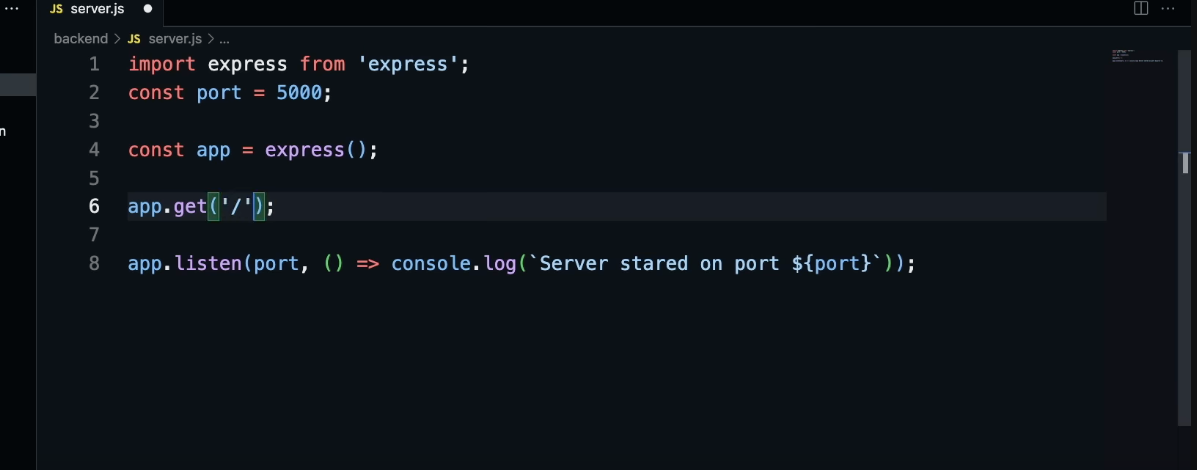 ... JS server.js ● ...
backend > JS server.js > ...
n
1 import express from 'express';
2 const port = 5000;
3
4 const app = express();
5
6 app.get('/');
7
8 app.listen(port, () => console.log(`Server stared on port ${port}`));